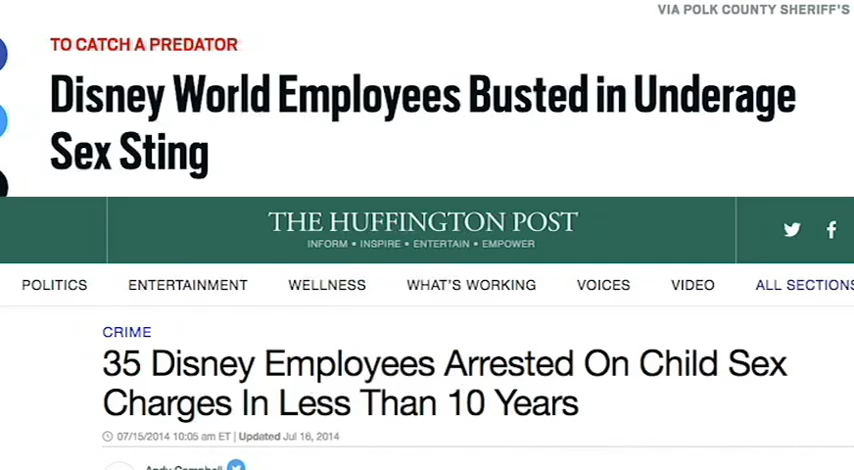 VIA POLK COUNTY SHERIFF'S
TO CATCH A PREDATOR
Disney World Employees Busted in Underage
Sex Sting
THE HUFFINGTON POST
INFORM • INSPIRE • ENTERTAIN • EMPOWER
POLITICS ENTERTAINMENT WELLNESS WHAT'S WORKING VOICES VIDEO ALL SECTIONS
CRIME
35 Disney Employees Arrested On Child Sex
Charges In Less Than 10 Years
07/15/2014 10:05 am ET | Updated Jul 16, 2014
Andy Campbell